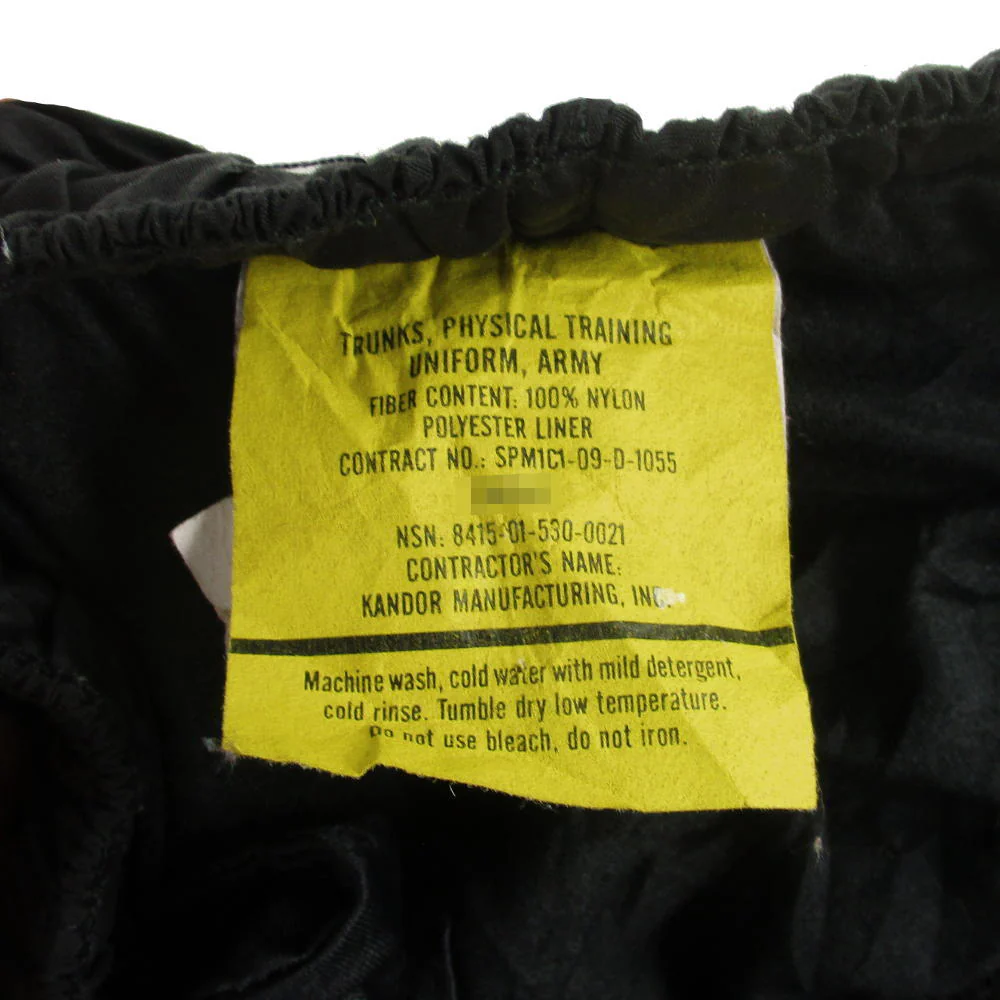 TRUNKS, PHYSICAL TRAINING
UNIFORM, ARMY
FIBER CONTENT: 100% NYLON
POLYESTER LINER
CONTRACT NO.: SPM1C1-09-D-1055
NSN: 8415-01-530-0021
CONTRACTOR'S NAME:
KANDOR MANUFACTURING, INC.
Machine wash, cold water with mild detergent,
cold rinse. Tumble dry low temperature.
Do not use bleach, do not iron.